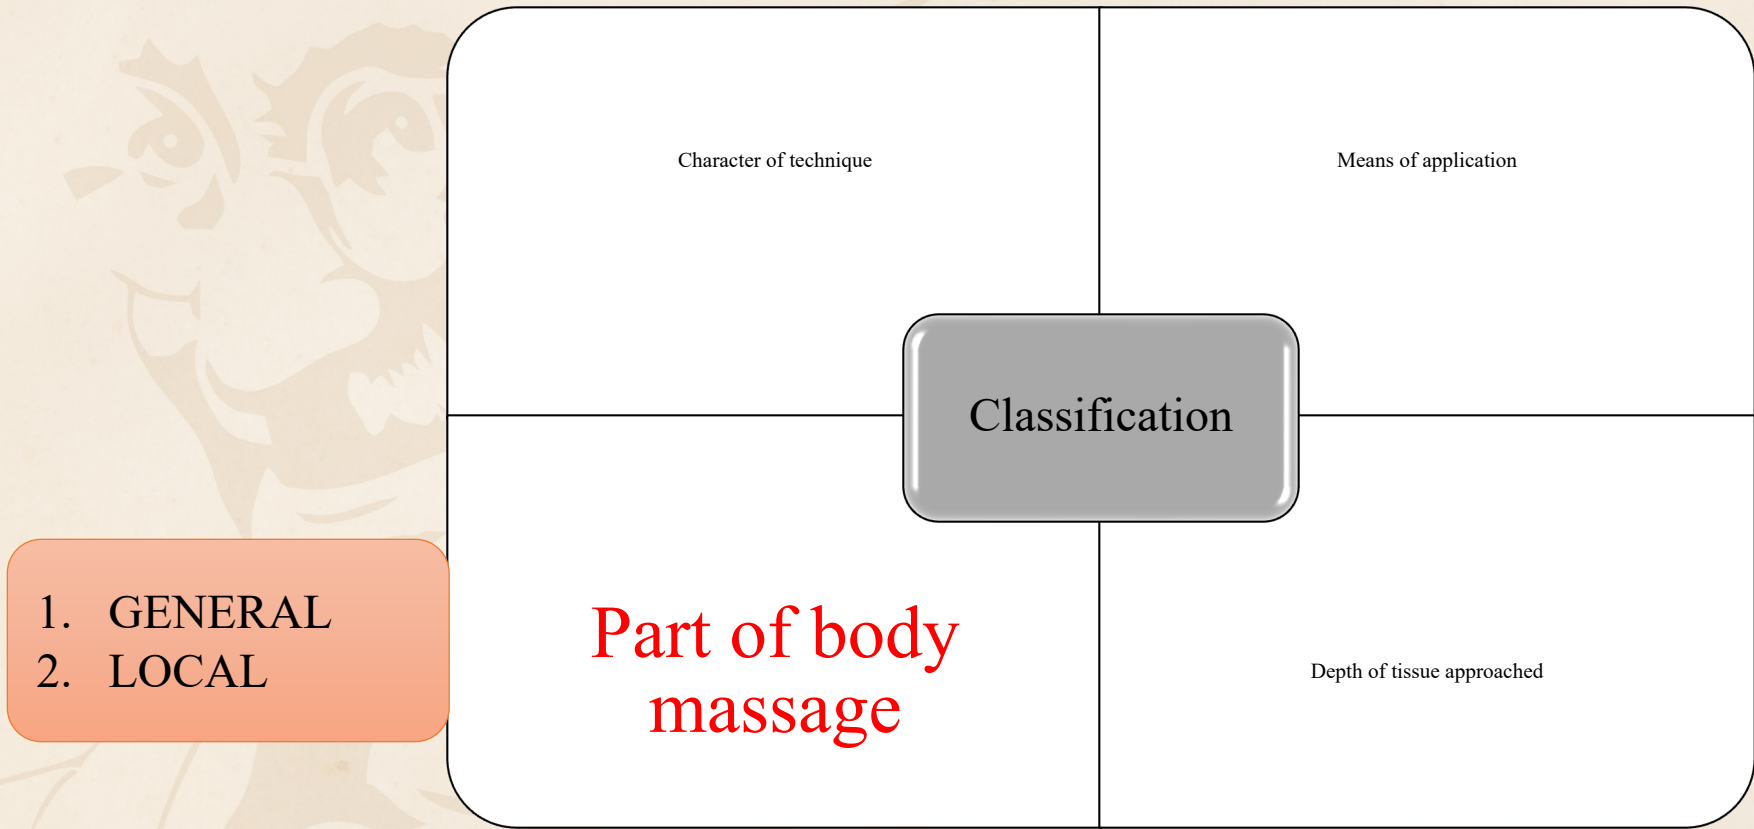 Character of technique
Means of application
Classification
1. GENERAL
2. LOCAL
Part of body
massage
Depth of tissue approached